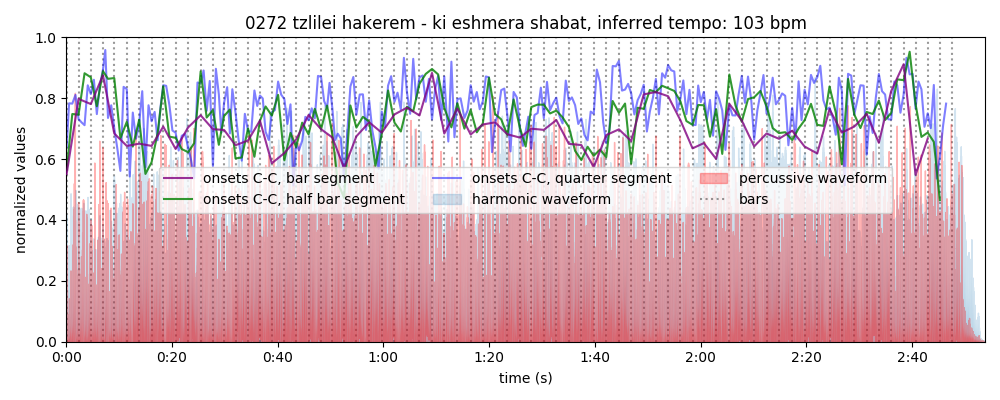 0272 tzlilei hakerem - ki eshmera shabat, inferred tempo: 103 bpm
normalized values
1.0
0.8
0.6
0.4
0.2
0.0
onsets C-C, bar segment
onsets C-C, half bar segment
onsets C-C, quarter segment
harmonic waveform
percussive waveform
bars
0:00 0:20 0:40 1:00 1:20 1:40 2:00 2:20 2:40
time (s)